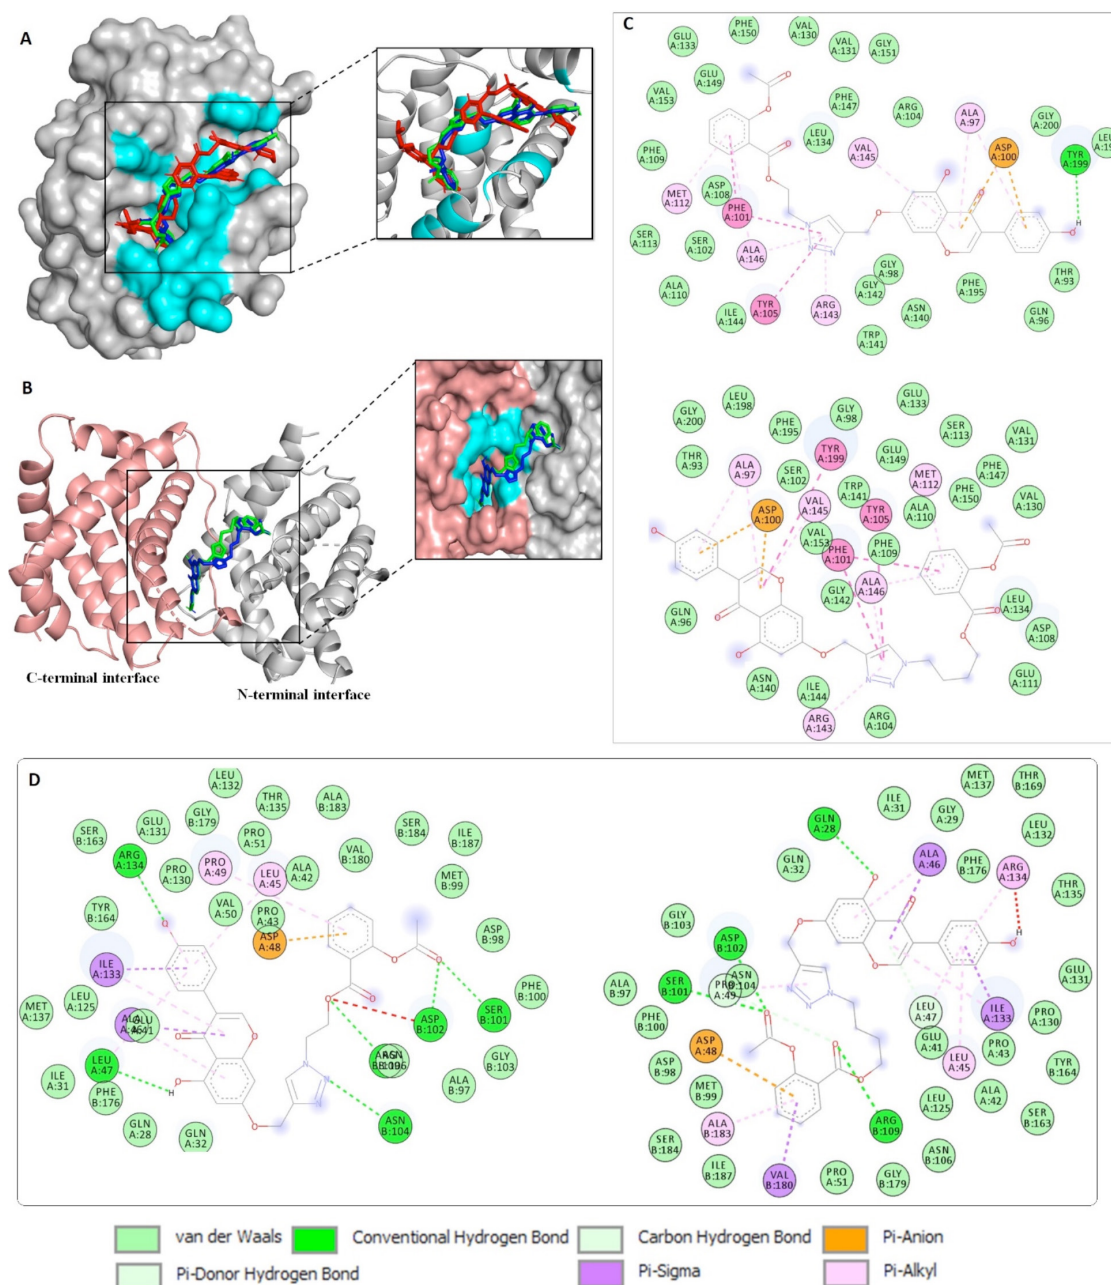 A
B
C-terminal interface
N-terminal interface
C
PHE A:150
VAL A:130
GLU A:133
VAL A:131
GLY A:151
GLU A:149
VAL A:153
PHE A:147
ARG A:104
ALA A:97
GLY A:200
LEU
LEU A:134
TYR A:199
PHE A:109
VAL A:145
ASP A:100
ASP A:108
MET A:112
PHE A:101
SER A:113
SER A:102
ALA A:146
GLY A:98
GLY A:142
PHE A:195
THR A:93
ALA A:110
ILE A:144
TYR A:105
ARG A:143
ASN A:140
GLN A:96
TRP A:141
H
O
N
LEU A:198
GLU A:133
GLY A:200
GLY A:98
PHE A:195
SER A:113
VAL A:131
THR A:93
TYR A:199
ALA A:97
SER A:102
GLU A:149
MET A:112
PHE A:147
TRP A:141
PHE A:150
VAL A:130
VAL A:145
TYR A:105
ALA A:110
ASP A:100
VAL A:153
PHE A:109
PHE A:101
ALA A:146
GLY A:142
LEU A:134
GLN A:96
ASP A:108
GLU A:111
ASN A:140
ILE A:144
ARG A:143
ARG A:104
D
LEU A:132
THR A:135
ALA B:183
GLY B:179
GLU A:131
SER B:163
PRO A:51
SER B:184
ILE B:187
ARG A:134
VAL B:180
PRO A:130
PRO A:49
LEU A:45
ALA A:42
MET B:99
TYR B:164
VAL A:50
PRO A:43
ASP A:48
ASP B:98
ILE A:133
MET A:137
LEU A:125
PHE B:100
SER B:101
ASP B:102
LEU A:47
GLY B:103
ILE A:31
PHE B:176
ALA B:97
GLN A:28
GLN A:32
ASN B:104
H
MET A:137
THR B:169
ILE A:31
GLN A:28
GLY A:29
LEU A:132
ALA A:46
PHE B:176
ARG A:134
GLN A:32
THR A:135
GLY B:103
H
ASP B:102
ASN B:104
PRO A:49
SER B:101
GLU A:131
ALA B:97
PHE B:100
LEU A:47
ILE A:133
PRO A:130
GLU A:41
PRO A:43
ASP A:48
LEU A:45
TYR B:164
ASP B:98
MET B:99
LEU A:125
ALA A:42
ALA B:183
ARG B:109
SER B:163
SER B:184
ASN B:106
ILE B:187
VAL B:180
PRO A:51
GLY B:179
van der Waals
Conventional Hydrogen Bond
Carbon Hydrogen Bond
Pi-Anion
Pi-Donor Hydrogen Bond
Pi-Sigma
Pi-Alkyl